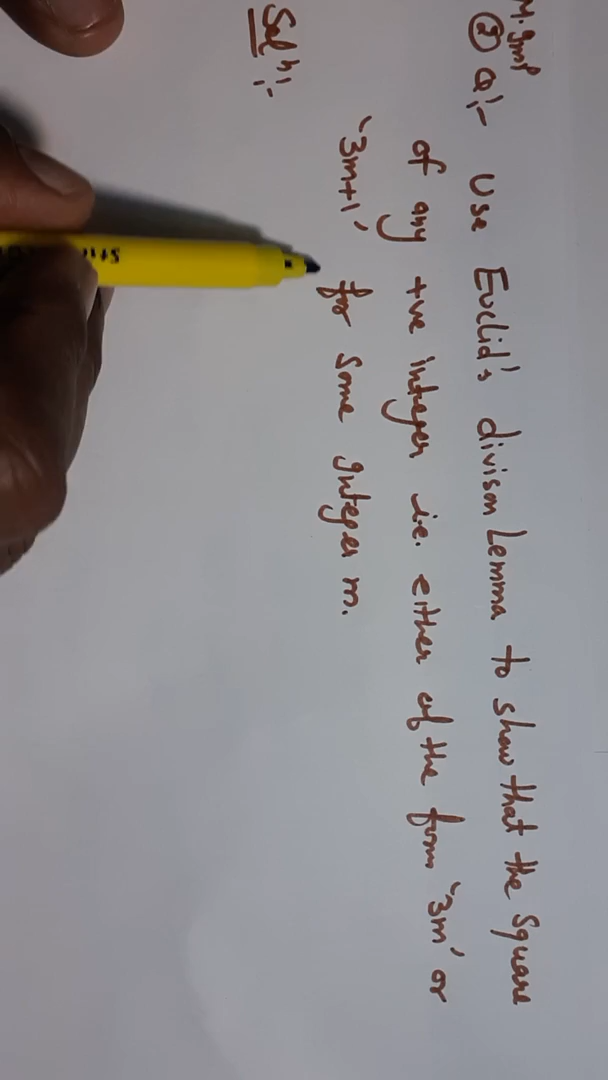 M. Imp
② Q:- Use Euclid's divison Lemma to show that the Square
of any +ve integer i.e. either of the form '3m' or
'3m+1' for some integer m.
Sol^n:-